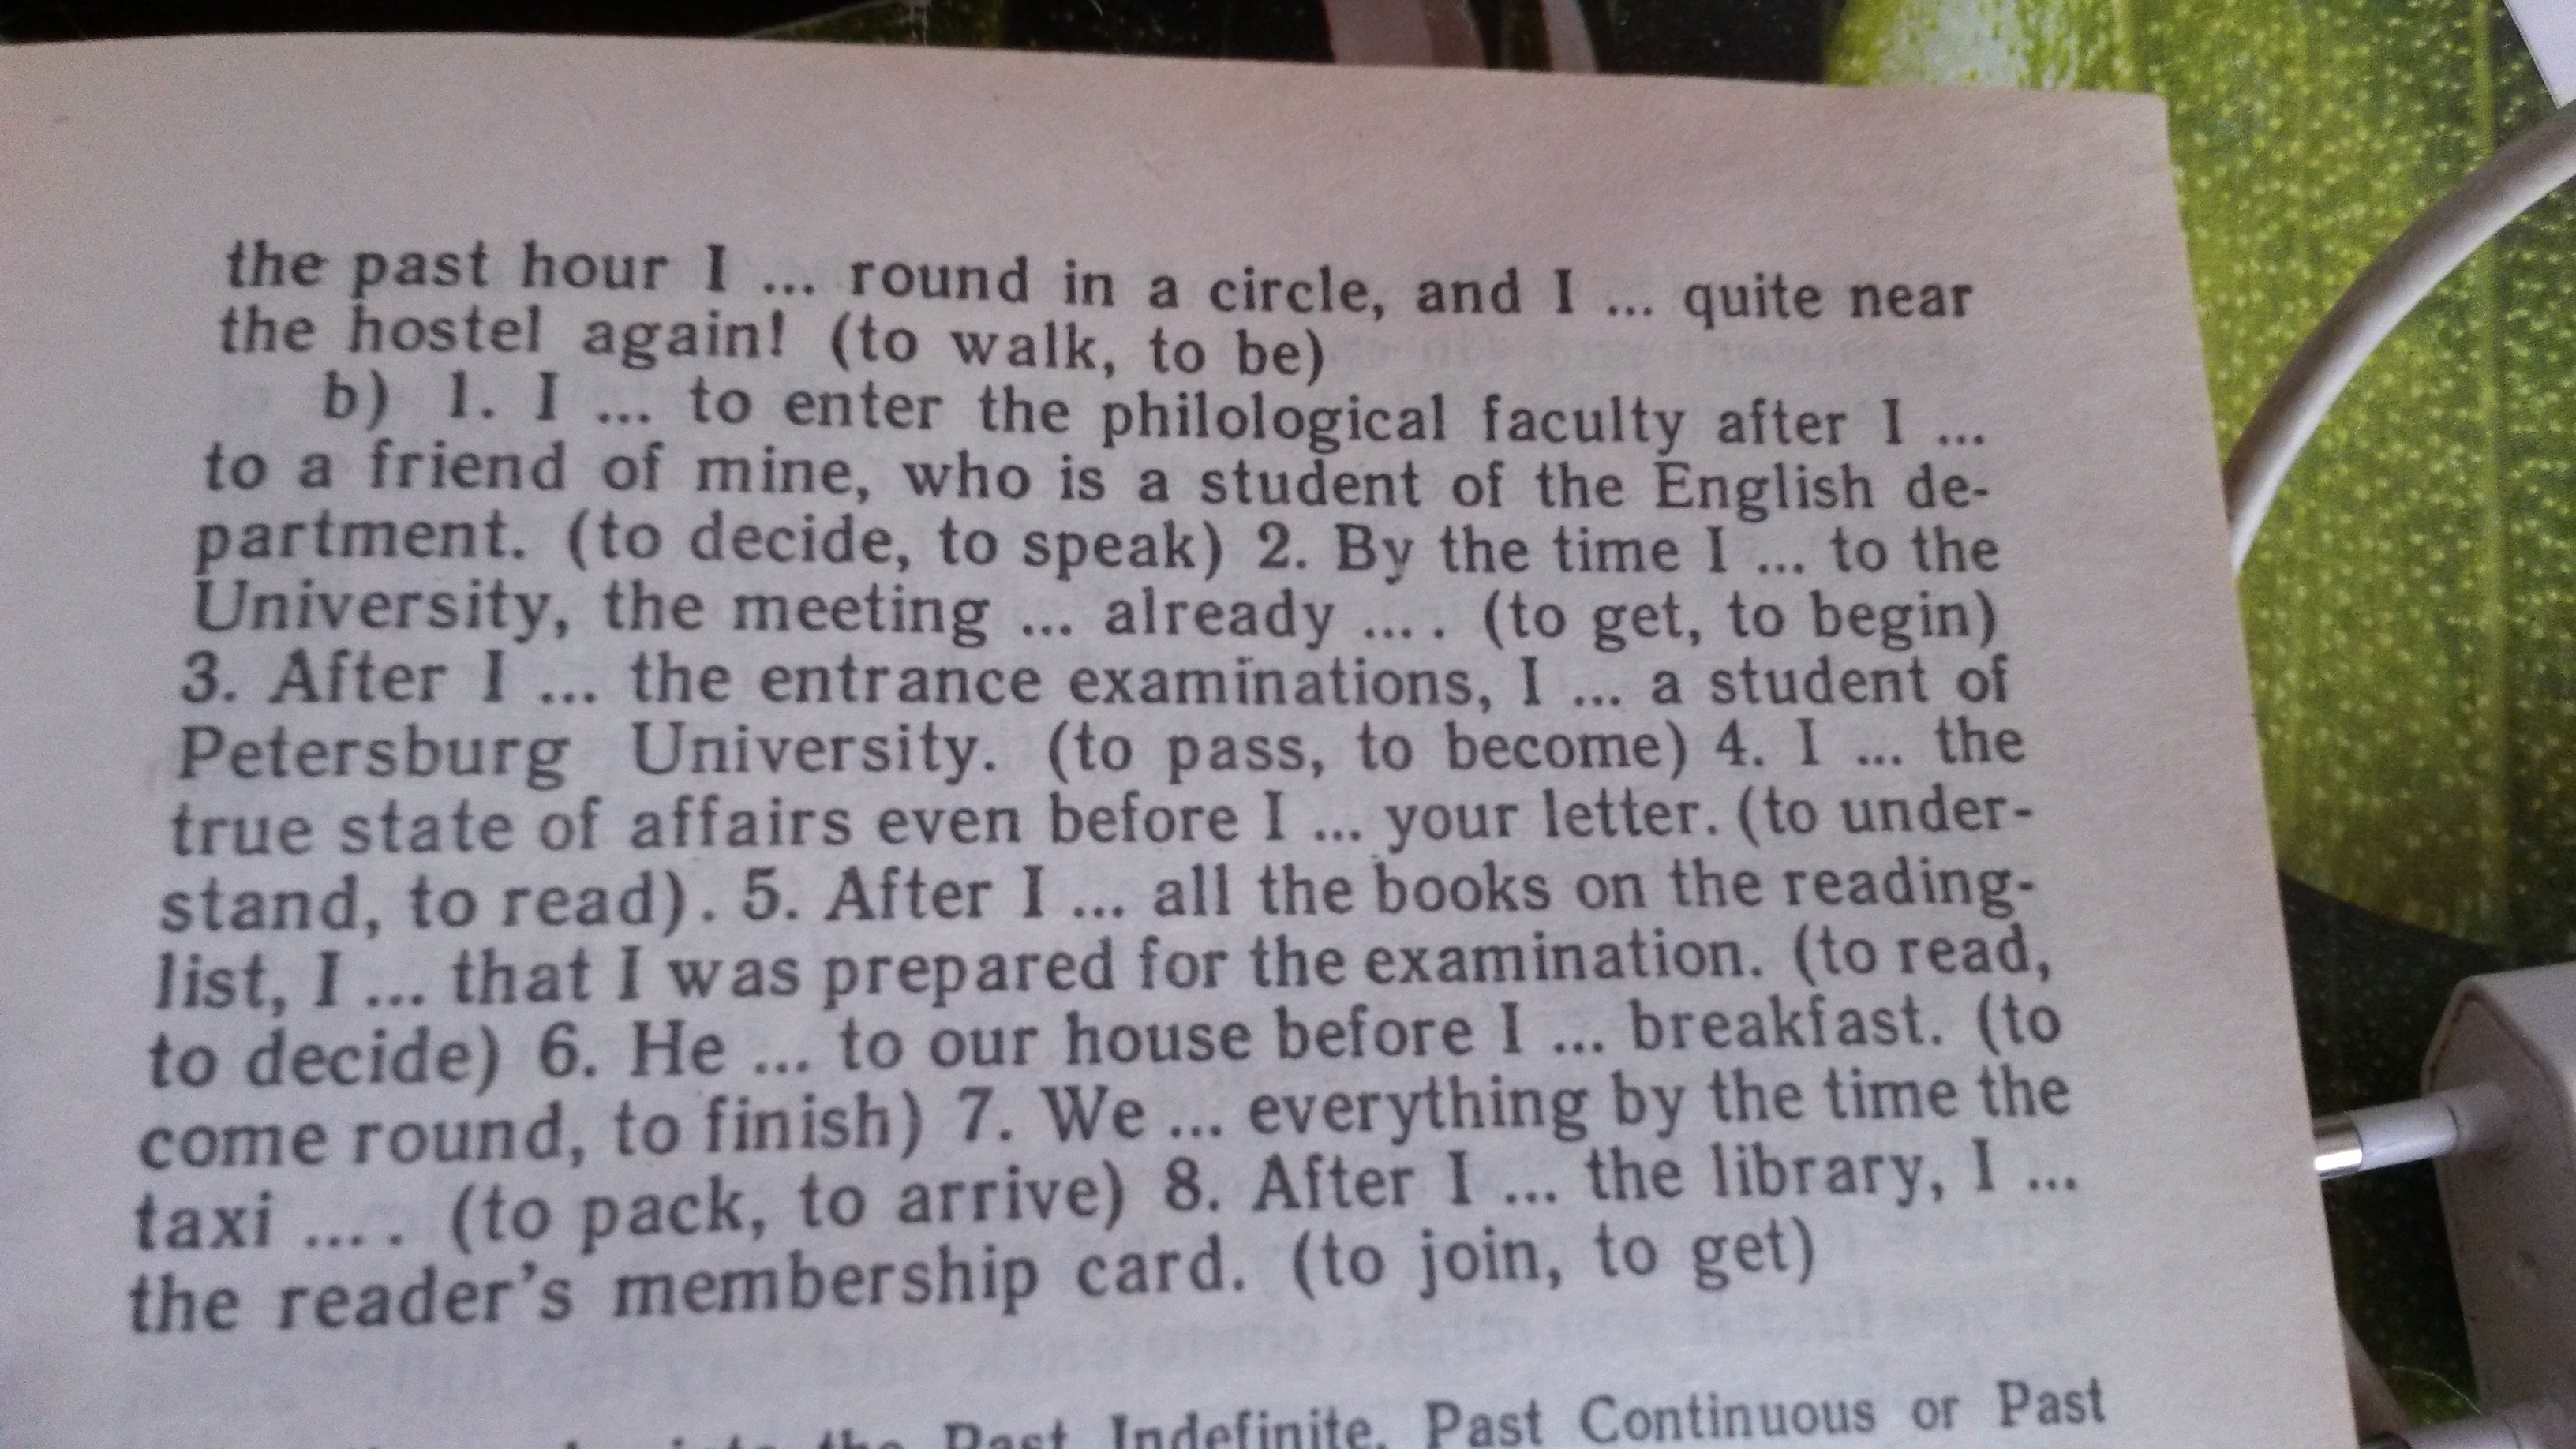 the past hour I ... round in a circle, and I ... quite near
the hostel again! (to walk, to be)
b) 1. I ... to enter the philological faculty after I ...
to a friend of mine, who is a student of the English de-
partment. (to decide, to speak) 2. By the time I ... to the
University, the meeting ... already .... (to get, to begin)
3. After I ... the entrance examinations, I ... a student of
Petersburg University. (to pass, to become) 4. I ... the
true state of affairs even before I ... your letter. (to under-
stand, to read). 5. After I ... all the books on the reading-
list, I ... that I was prepared for the examination. (to read,
to decide) 6. He ... to our house before I ... breakfast. (to
come round, to finish) 7. We ... everything by the time the
taxi .... (to pack, to arrive) 8. After I ... the library, I ...
the reader's membership card. (to join, to get)
into the Past Indefinite, Past Continuous or Past